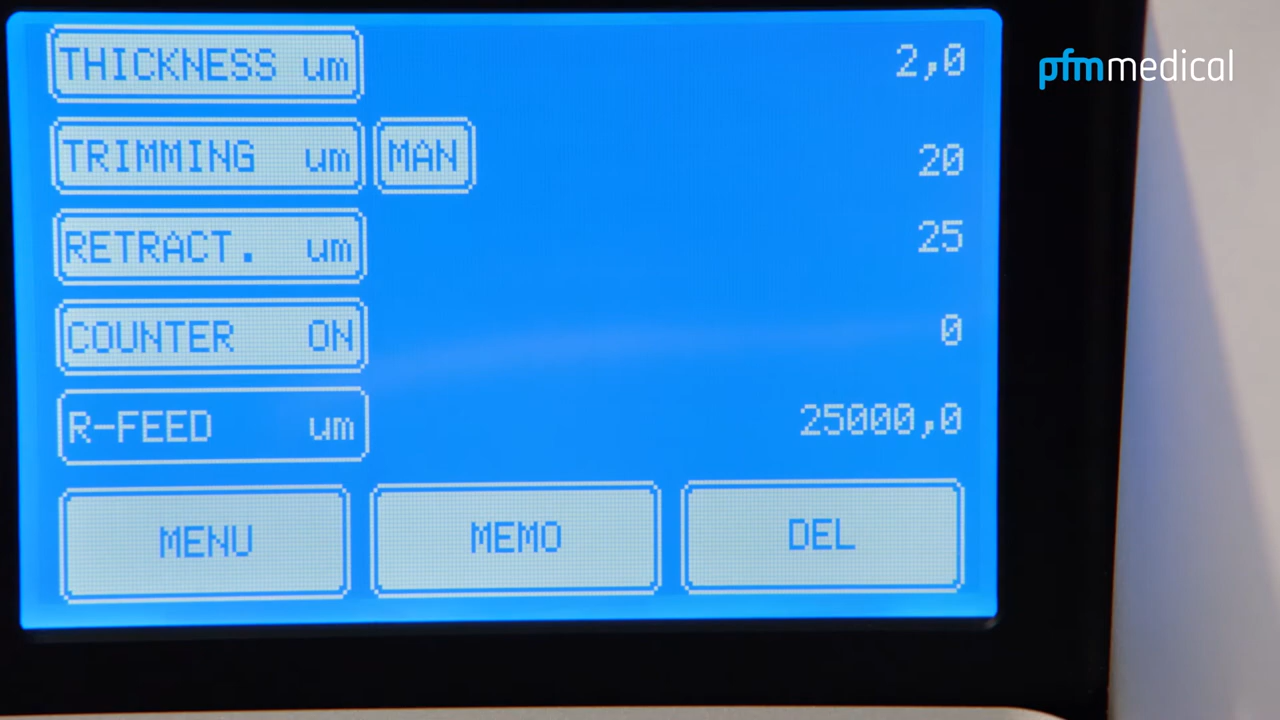 THICKNESS um 2,0
TRIMMING um MAN 20
RETRACT. um 25
COUNTER ON 0
R-FEED um 25000,0
MENU MEMO DEL
pfmmedical